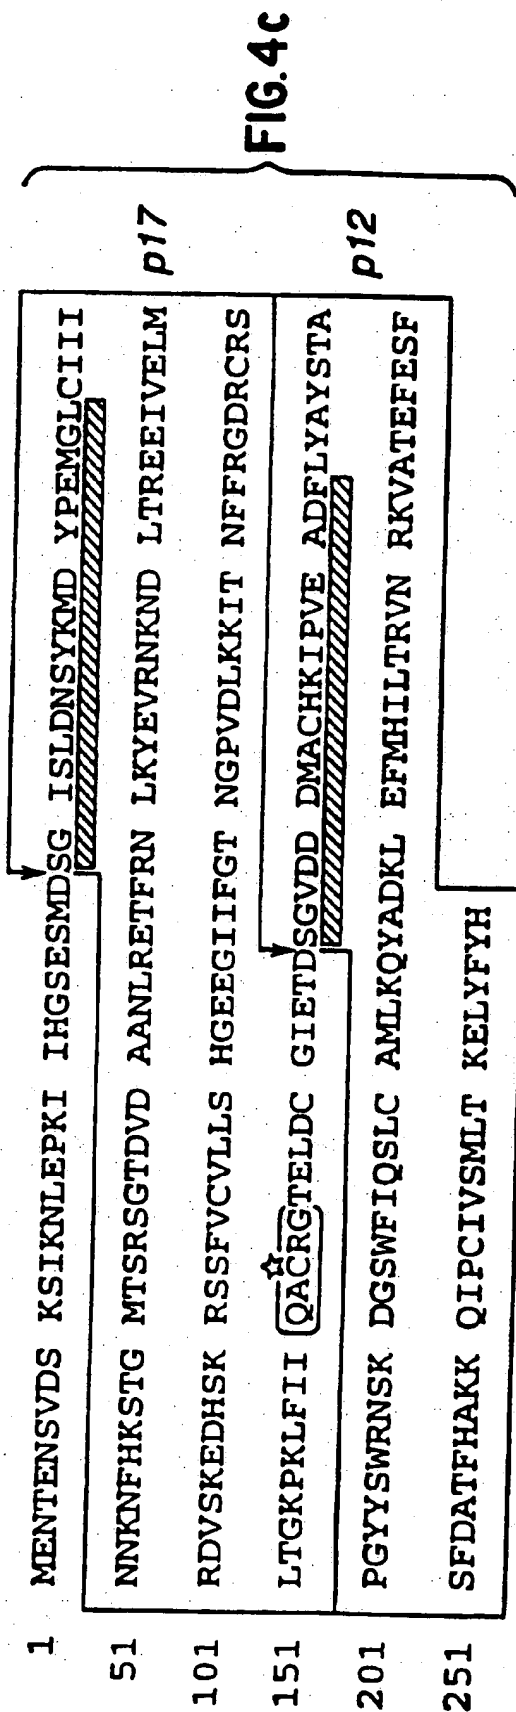 1 MENTENSVDS KSIKNLEPKI IHGSESMDSG ISLDNSYKMD YPEMGLCIII
p17
51 NNKNFHKSTG MTSRSGTDVD AANLRETFRN LKYEVRNKND LTREEIVELM
101 RDVSKEDHSK RSSFVCVLLS HGEEGIIFGT NGPVDLKKIT NFFRGDRCRS
151 LTGKPKLFII QACRGTELDC GIETDSGVDD DMACHKIPVE ADFLYAYSTA
p12
201 PGYYSWRNSK DGSWFIQSLC AMLKQYADKL EFMHILTRVN RKVATEFESF
251 SFDATFHAKK QIPCIVSMLT KELYFYH
FIG.4c